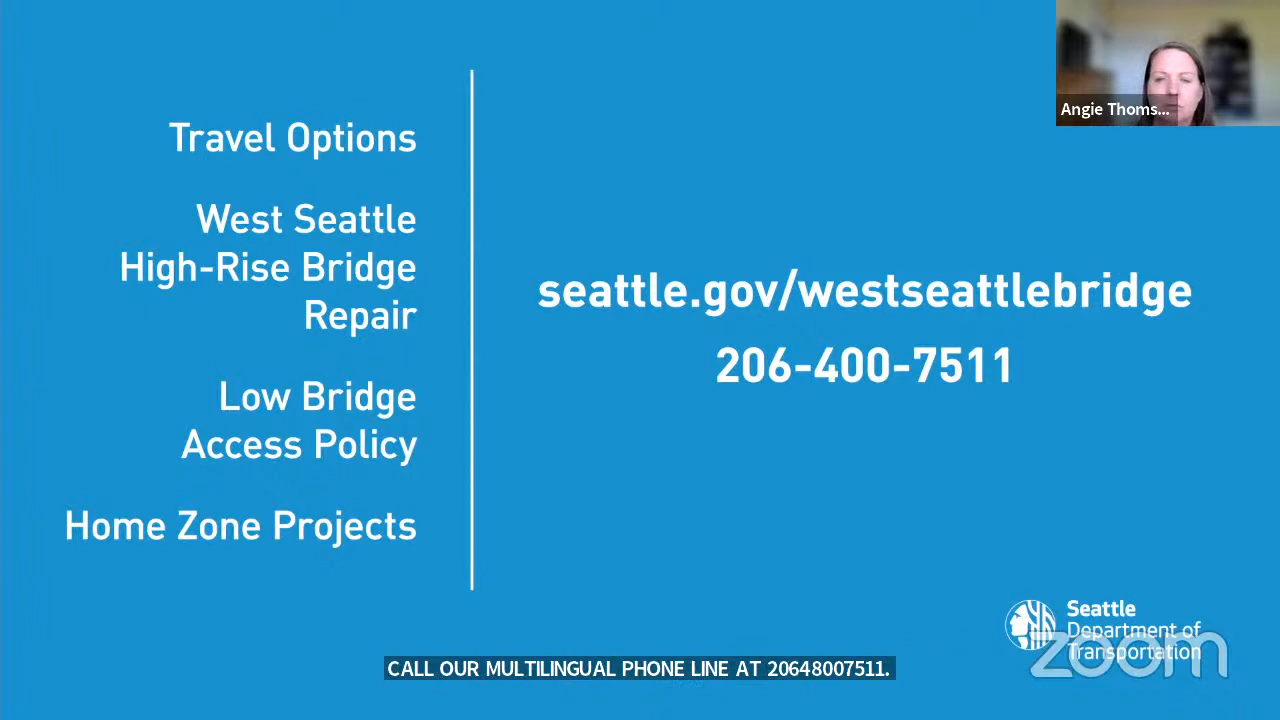 Travel Options
West Seattle
High-Rise Bridge
Repair
Low Bridge
Access Policy
Home Zone Projects
seattle.gov/westseattlebridge
206-400-7511
Angie Thoms...
Seattle
Department of
Transportation
zoom
CALL OUR MULTILINGUAL PHONE LINE AT 20648007511.